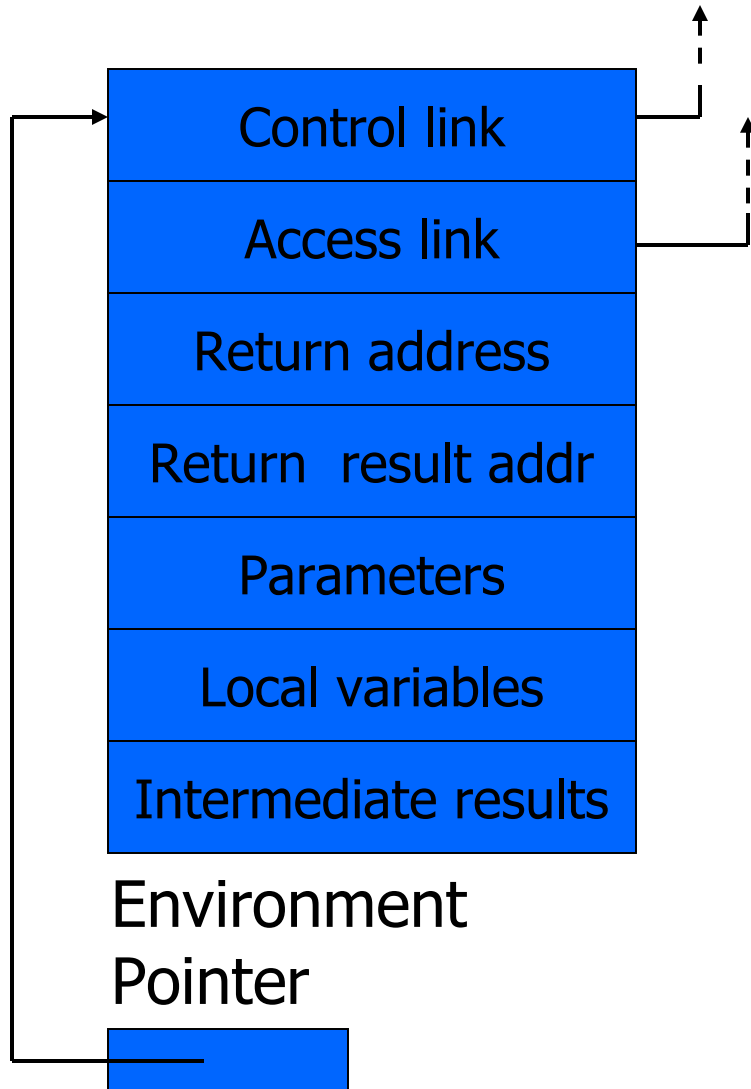 Control link
Access link
Return address
Return  result addr
Parameters
Local variables
Intermediate results
Environment
Pointer